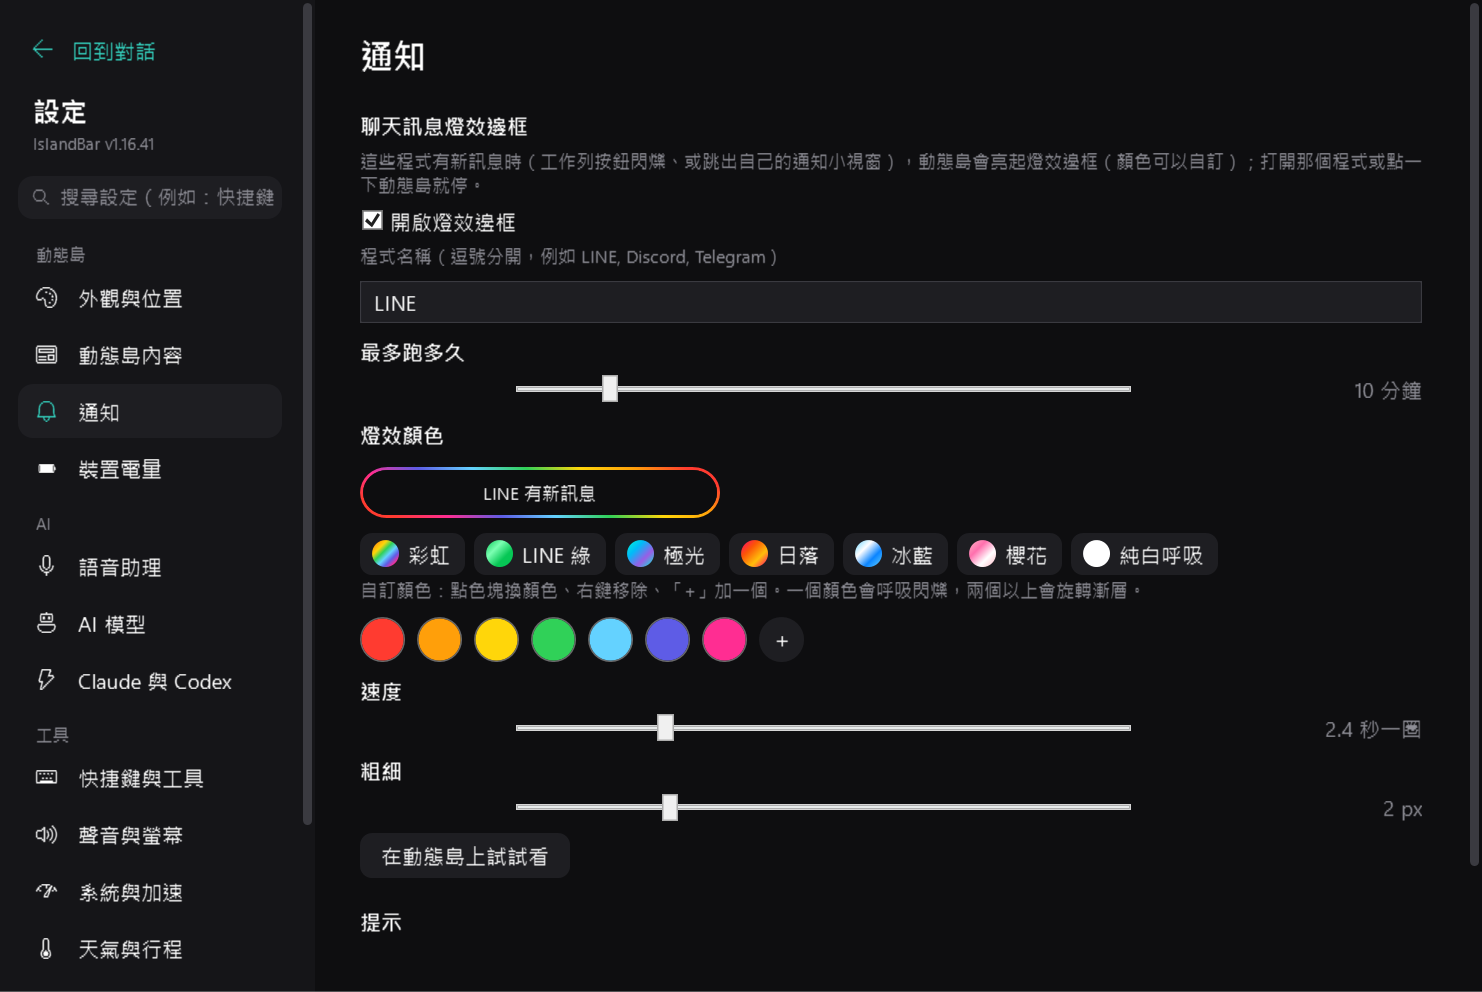 回到對話
設定
IslandBar v1.16.41
搜尋設定（例如：快捷鍵
動態島
外觀與位置
動態島內容
通知
裝置電量
AI
語音助理
AI 模型
Claude 與 Codex
工具
快捷鍵與工具
聲音與螢幕
系統與加速
天氣與行程
通知
聊天訊息燈效邊框
這些程式有新訊息時（工作列按鈕閃爍、或跳出自己的通知小視窗），動態島會亮起燈效邊框（顏色可以自訂）；打開那個程式或點一
下動態島就停。
開啟燈效邊框
程式名稱（逗號分開，例如 LINE, Discord, Telegram）
LINE
最多跑多久
10 分鐘
燈效顏色
LINE 有新訊息
彩虹
LINE 綠
極光
日落
冰藍
櫻花
純白呼吸
自訂顏色：點色塊換顏色、右鍵移除、「+」加一個。一個顏色會呼吸閃爍，兩個以上會旋轉漸層。
+
速度
2.4 秒一圈
粗細
2 px
在動態島上試試看
提示